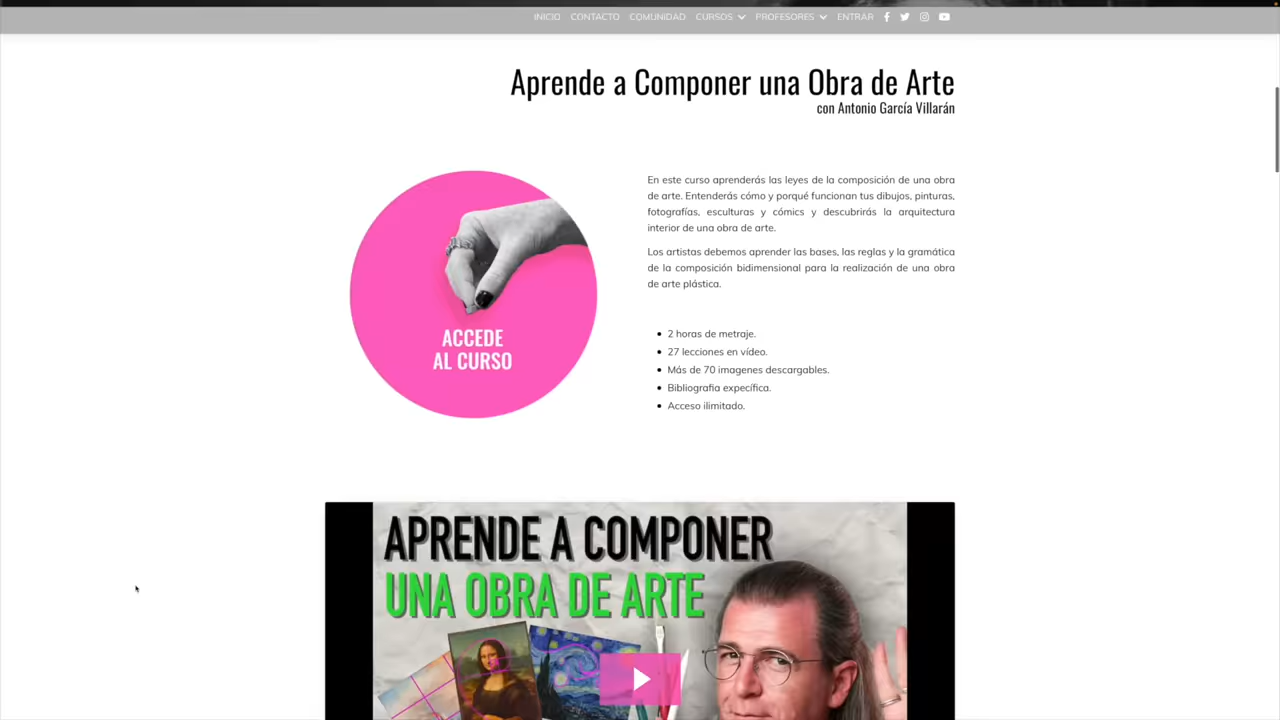 INICIO CONTACTO COMUNIDAD CURSOS PROFESORES ENTRAR
Aprende a Componer una Obra de Arte
con Antonio García Villarán
En este curso aprenderás las leyes de la composición de una obra
de arte. Entenderás cómo y porqué funcionan tus dibujos, pinturas,
fotografías, esculturas y cómics y descubrirás la arquitectura
interior de una obra de arte.
Los artistas debemos aprender las bases, las reglas y la gramática
de la composición bidimensional para la realización de una obra
de arte plástica.
ACCEDE
AL CURSO
2 horas de metraje.
27 lecciones en vídeo.
Más de 70 imagenes descargables.
Bibliografia expecífica.
Acceso ilimitado.
APRENDE A COMPONER
UNA OBRA DE ARTE